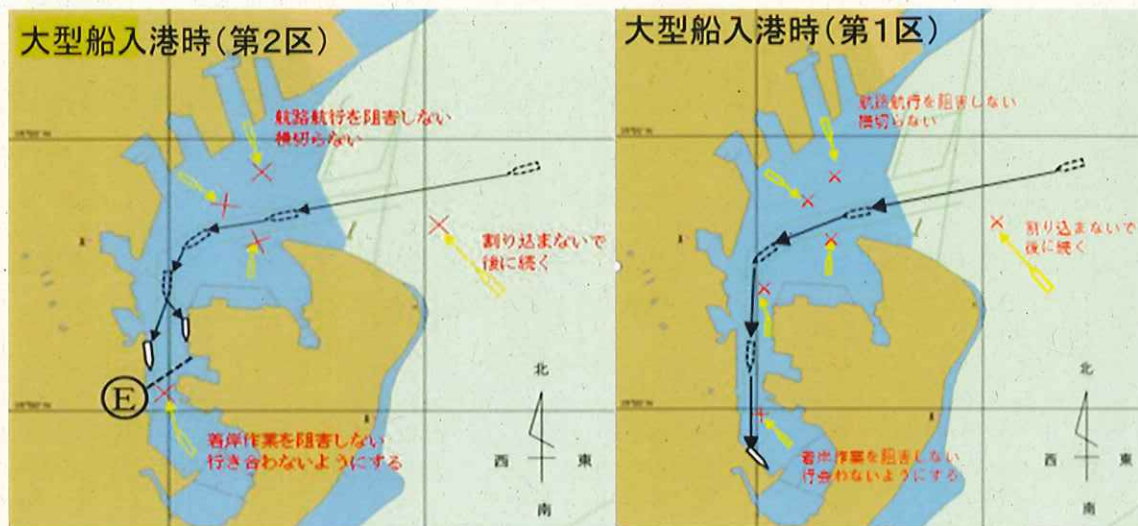 大型船入港時(第2区)
航路航行を阻害しない
横切らない
割り込まないで
後に続く
E
着岸作業を阻害しない
行き合わないようにする
北
西 東
南
大型船入港時(第1区)
航路航行を阻害しない
横切らない
割り込まないで
後に続く
着岸作業を阻害しない
行会わないようにする
北
西 東
南